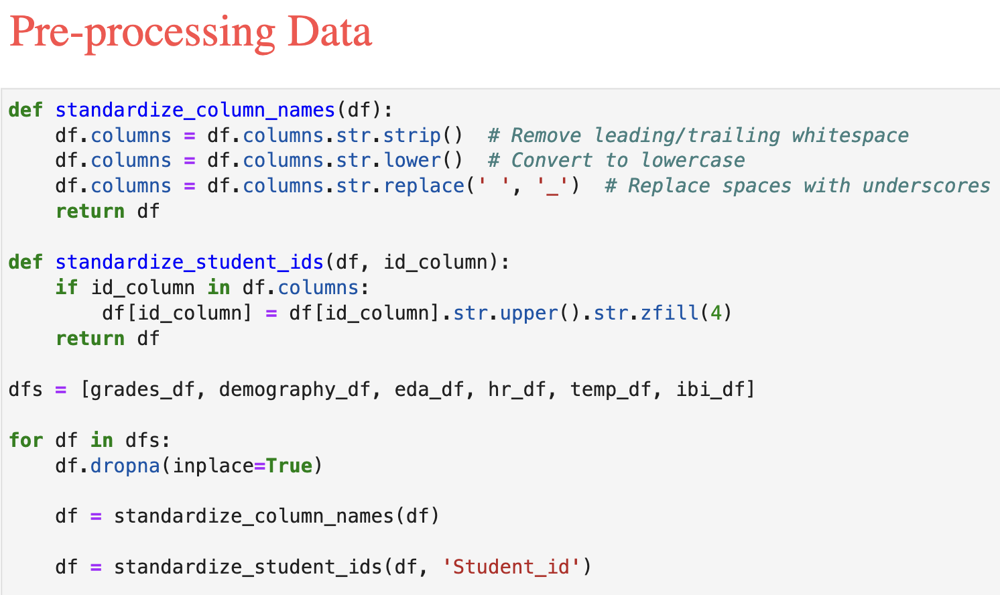 Pre-processing Data
def standardize_column_names(df):
    df.columns = df.columns.str.strip()  # Remove leading/trailing whitespace
    df.columns = df.columns.str.lower()  # Convert to lowercase
    df.columns = df.columns.str.replace(' ', '_')  # Replace spaces with underscores
    return df

def standardize_student_ids(df, id_column):
    if id_column in df.columns:
        df[id_column] = df[id_column].str.upper().str.zfill(4)
    return df

dfs = [grades_df, demography_df, eda_df, hr_df, temp_df, ibi_df]

for df in dfs:
    df.dropna(inplace=True)

    df = standardize_column_names(df)

    df = standardize_student_ids(df, 'Student_id')